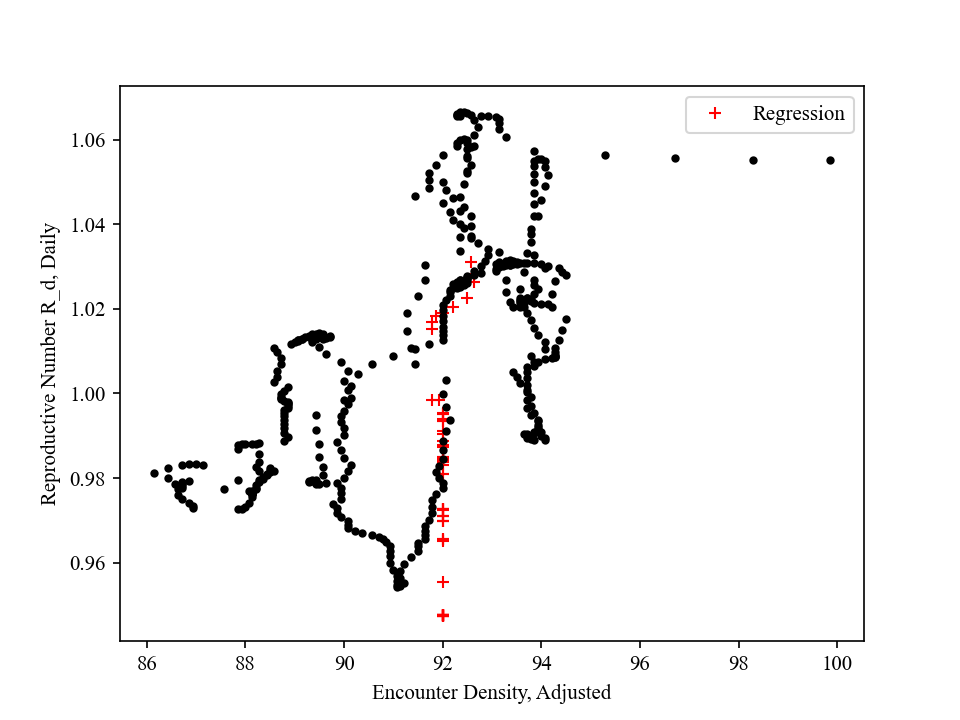 Regression
1.06
1.04
1.02
1.00
0.98
0.96
Reproductive Number R_d, Daily
86 88 90 92 94 96 98 100
Encounter Density, Adjusted